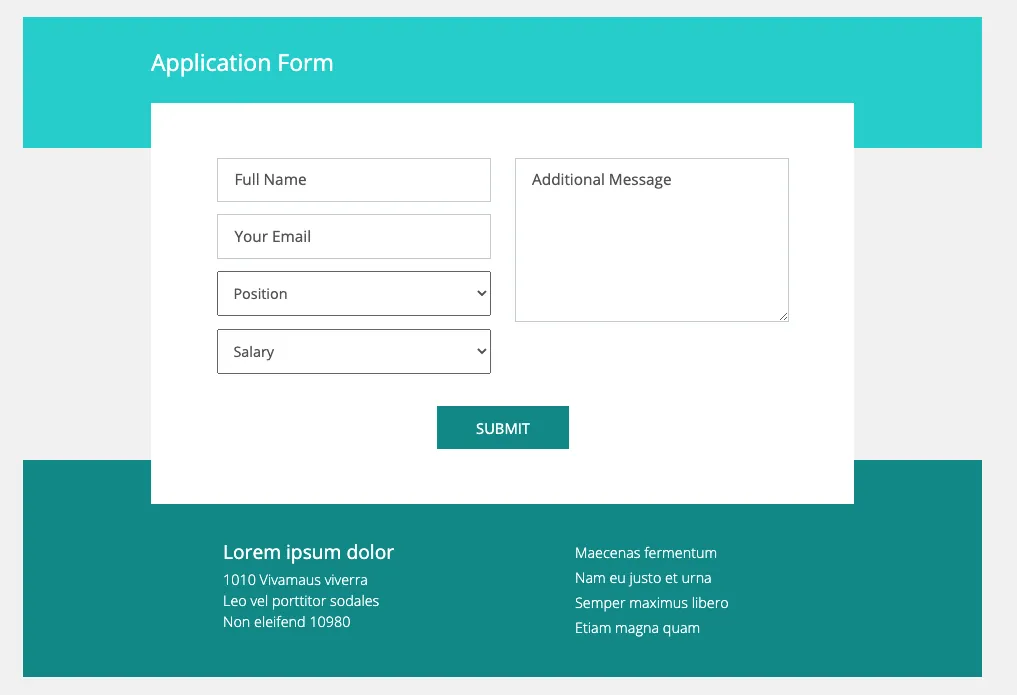 Application Form
Full Name
Your Email
Position
Salary
Additional Message
SUBMIT
Lorem ipsum dolor
1010 Vivamaus viverra
Leo vel porttitor sodales
Non eleifend 10980
Maecenas fermentum
Nam eu justo et urna
Semper maximus libero
Etiam magna quam